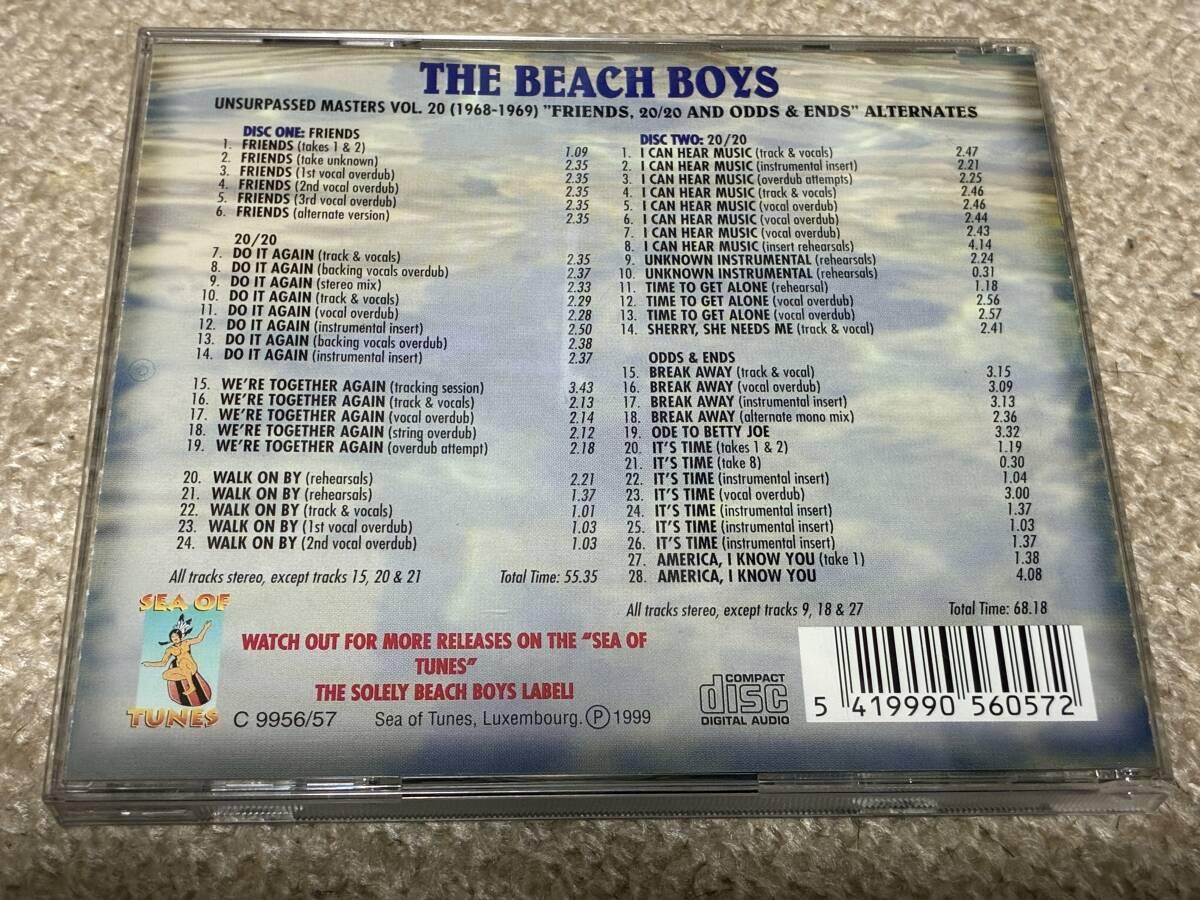 THE BEACH BOYS
UNSURPASSED MASTERS VOL. 20 (1968-1969) "FRIENDS, 20/20 AND ODDS & ENDS" ALTERNATES
DISC ONE: FRIENDS
1. FRIENDS (takes 1 & 2) 1.09
2. FRIENDS (take unknown) 2.35
3. FRIENDS (1st vocal overdub) 2.35
4. FRIENDS (2nd vocal overdub) 2.35
5. FRIENDS (3rd vocal overdub) 2.35
6. FRIENDS (alternate version) 2.35
20/20
7. DO IT AGAIN (track & vocals) 2.35
8. DO IT AGAIN (backing vocals overdub) 2.37
9. DO IT AGAIN (stereo mix) 2.33
10. DO IT AGAIN (track & vocals) 2.29
11. DO IT AGAIN (vocal overdub) 2.28
12. DO IT AGAIN (instrumental insert) 2.50
13. DO IT AGAIN (backing vocals overdub) 2.38
14. DO IT AGAIN (instrumental insert) 2.37
15. WE'RE TOGETHER AGAIN (tracking session) 3.43
16. WE'RE TOGETHER AGAIN (track & vocals) 2.13
17. WE'RE TOGETHER AGAIN (vocal overdub) 2.14
18. WE'RE TOGETHER AGAIN (string overdub) 2.12
19. WE'RE TOGETHER AGAIN (overdub attempt) 2.18
20. WALK ON BY (rehearsals) 2.21
21. WALK ON BY (rehearsals) 1.37
22. WALK ON BY (track & vocals) 1.01
23. WALK ON BY (1st vocal overdub) 1.03
24. WALK ON BY (2nd vocal overdub) 1.03
All tracks stereo, except tracks 15, 20 & 21 Total Time: 55.35
DISC TWO: 20/20
1. I CAN HEAR MUSIC (track & vocals) 2.47
2. I CAN HEAR MUSIC (instrumental insert) 2.21
3. I CAN HEAR MUSIC (overdub attempts) 2.25
4. I CAN HEAR MUSIC (track & vocals) 2.46
5. I CAN HEAR MUSIC (vocal overdub) 2.46
6. I CAN HEAR MUSIC (vocal overdub) 2.44
7. I CAN HEAR MUSIC (vocal overdub) 2.43
8. I CAN HEAR MUSIC (insert rehearsals) 4.14
9. UNKNOWN INSTRUMENTAL (rehearsals) 2.24
10. UNKNOWN INSTRUMENTAL (rehearsals) 0.31
11. TIME TO GET ALONE (rehearsal) 1.18
12. TIME TO GET ALONE (vocal overdub) 2.56
13. TIME TO GET ALONE (vocal overdub) 2.57
14. SHERRY, SHE NEEDS ME (track & vocal) 2.41
ODDS & ENDS
15. BREAK AWAY (track & vocal) 3.15
16. BREAK AWAY (vocal overdub) 3.09
17. BREAK AWAY (instrumental insert) 3.13
18. BREAK AWAY (alternate mono mix) 2.36
19. ODE TO BETTY JOE 3.32
20. IT'S TIME (takes 1 & 2) 1.19
21. IT'S TIME (take 8) 0.30
22. IT'S TIME (instrumental insert) 1.04
23. IT'S TIME (vocal overdub) 3.00
24. IT'S TIME (instrumental insert) 1.37
25. IT'S TIME (instrumental insert) 1.03
26. IT'S TIME (instrumental insert) 1.37
27. AMERICA, I KNOW YOU (take 1) 1.38
28. AMERICA, I KNOW YOU 4.08
All tracks stereo, except tracks 9, 18 & 27 Total Time: 68.18
SEA OF
TUNES
WATCH OUT FOR MORE RELEASES ON THE "SEA OF
TUNES"
THE SOLELY BEACH BOYS LABEL!
C 9956/57 Sea of Tunes, Luxembourg. Ⓟ 1999
COMPACT
disc
DIGITAL AUDIO
5 419990 560572